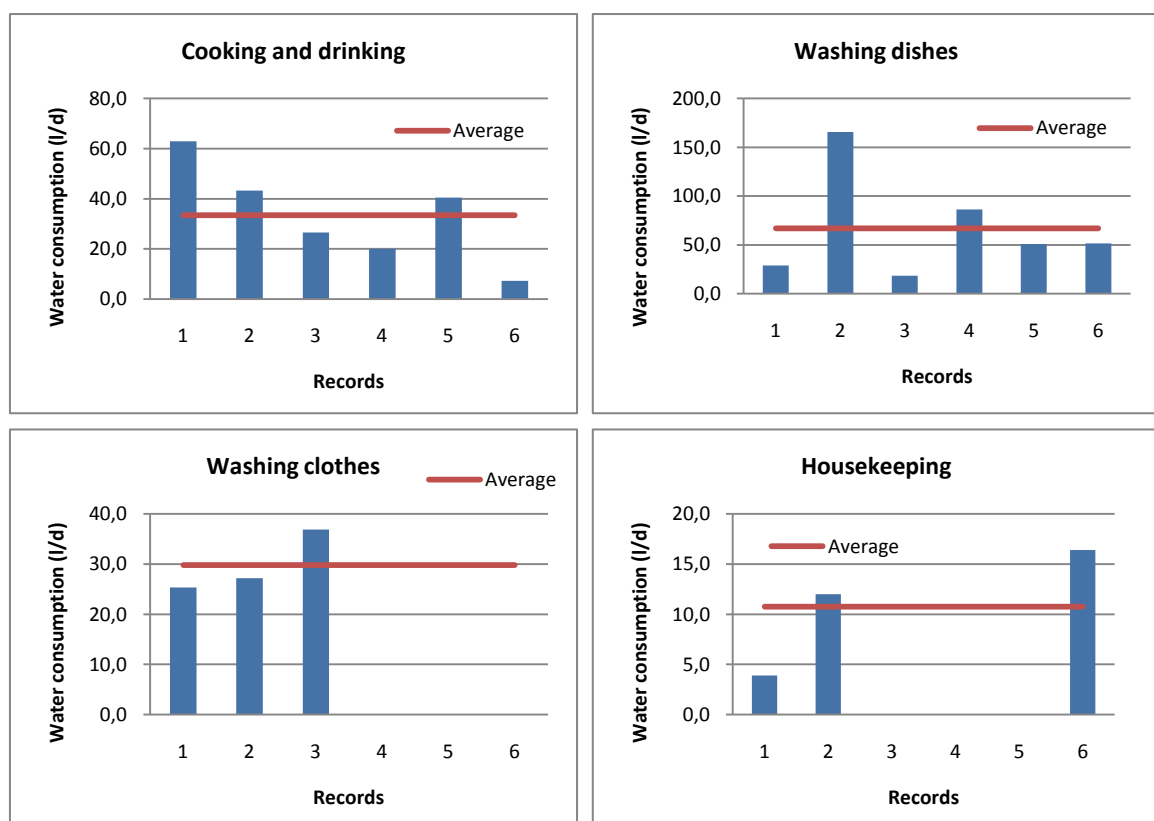 Cooking and drinking
Water consumption (l/d)
80,0
60,0
40,0
20,0
0,0
Average
1 2 3 4 5 6
Records
Washing dishes
Water consumption (l/d)
200,0
150,0
100,0
50,0
0,0
Average
1 2 3 4 5 6
Records
Washing clothes
Average
Water consumption (l/d)
40,0
30,0
20,0
10,0
0,0
1 2 3 4 5 6
Records
Housekeeping
Water consumption (l/d)
20,0
15,0
10,0
5,0
0,0
Average
1 2 3 4 5 6
Records